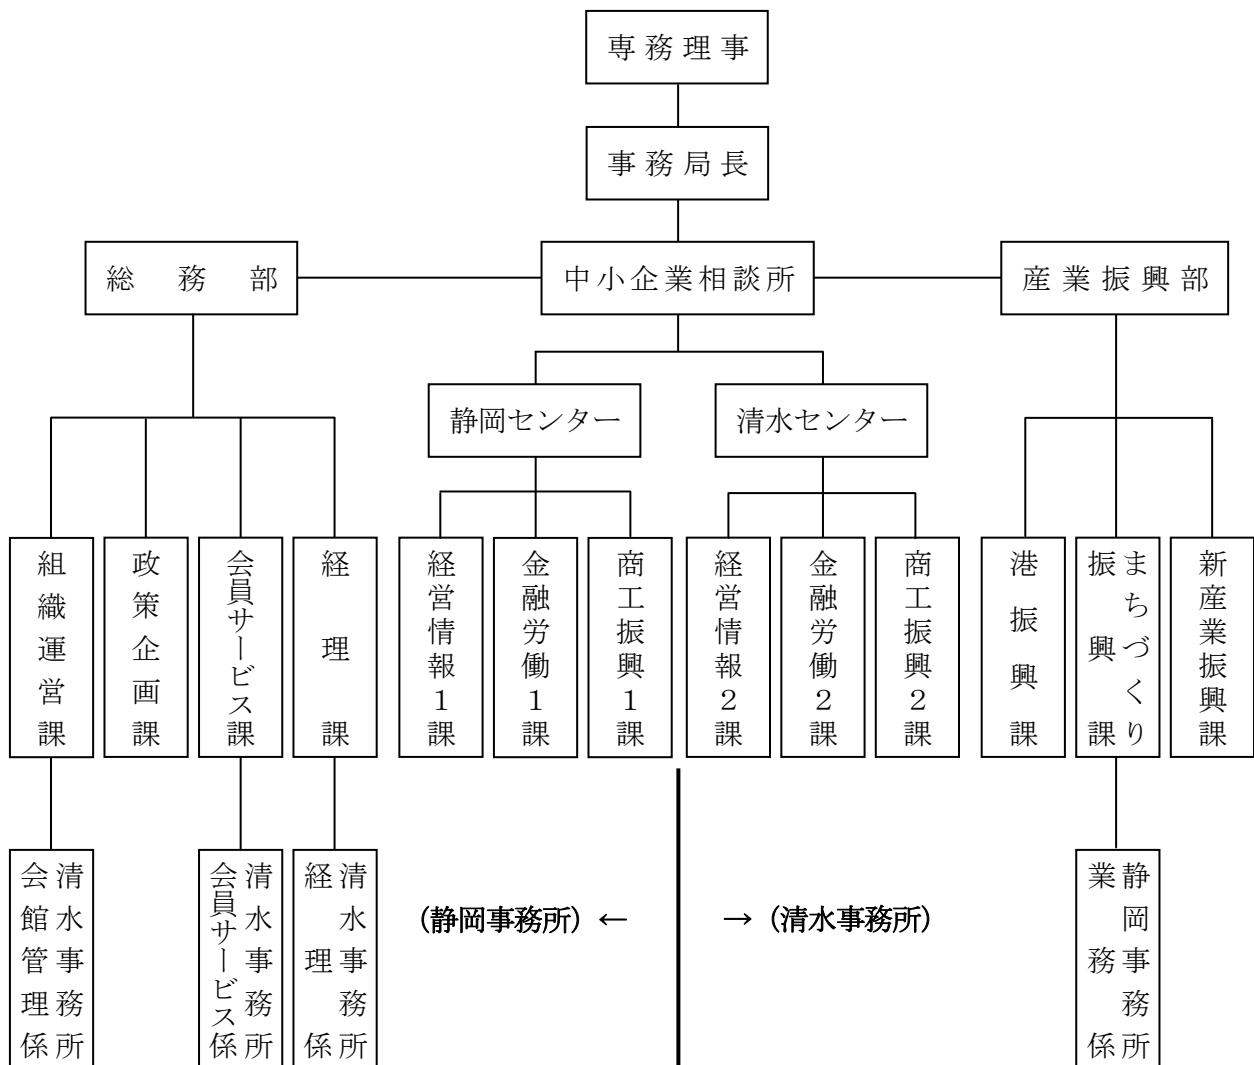 専務理事
事務局長
総務部
中小企業相談所
産業振興部
静岡センター
清水センター
組織運営課
政策企画課
会員サービス課
経理課
経営情報1課
金融労働1課
商工振興1課
経営情報2課
金融労働2課
商工振興2課
港振興課
まちづくり
振興課
新産業振興課
清水事務所
会館管理係
清水事務所
会員サービス係
清水事務所
経理係
(静岡事務所) ←
→ (清水事務所)
静岡事務所
業務係